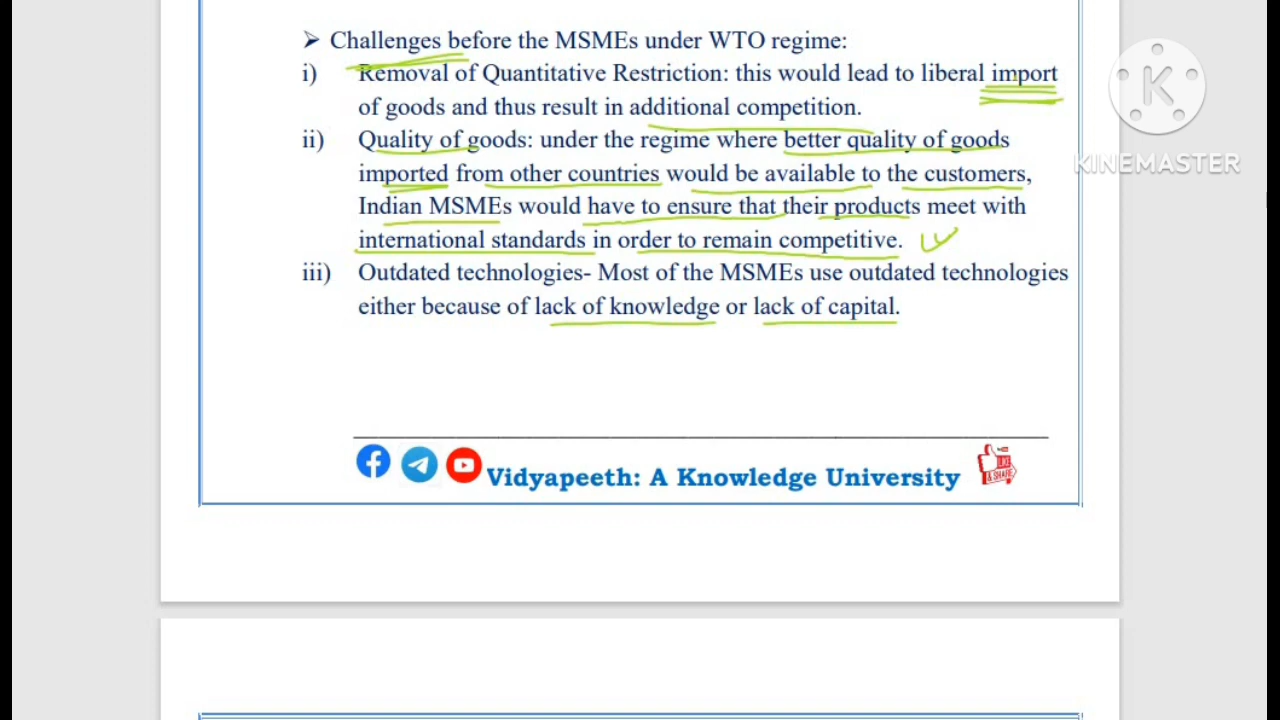 ➤ Challenges before the MSMEs under WTO regime:
i) Removal of Quantitative Restriction: this would lead to liberal import
of goods and thus result in additional competition.
ii) Quality of goods: under the regime where better quality of goods
imported from other countries would be available to the customers,
Indian MSMEs would have to ensure that their products meet with
international standards in order to remain competitive.
iii) Outdated technologies- Most of the MSMEs use outdated technologies
either because of lack of knowledge or lack of capital.
Vidyapeeth: A Knowledge University
LIKE
& SHARE
K
KINEMASTER